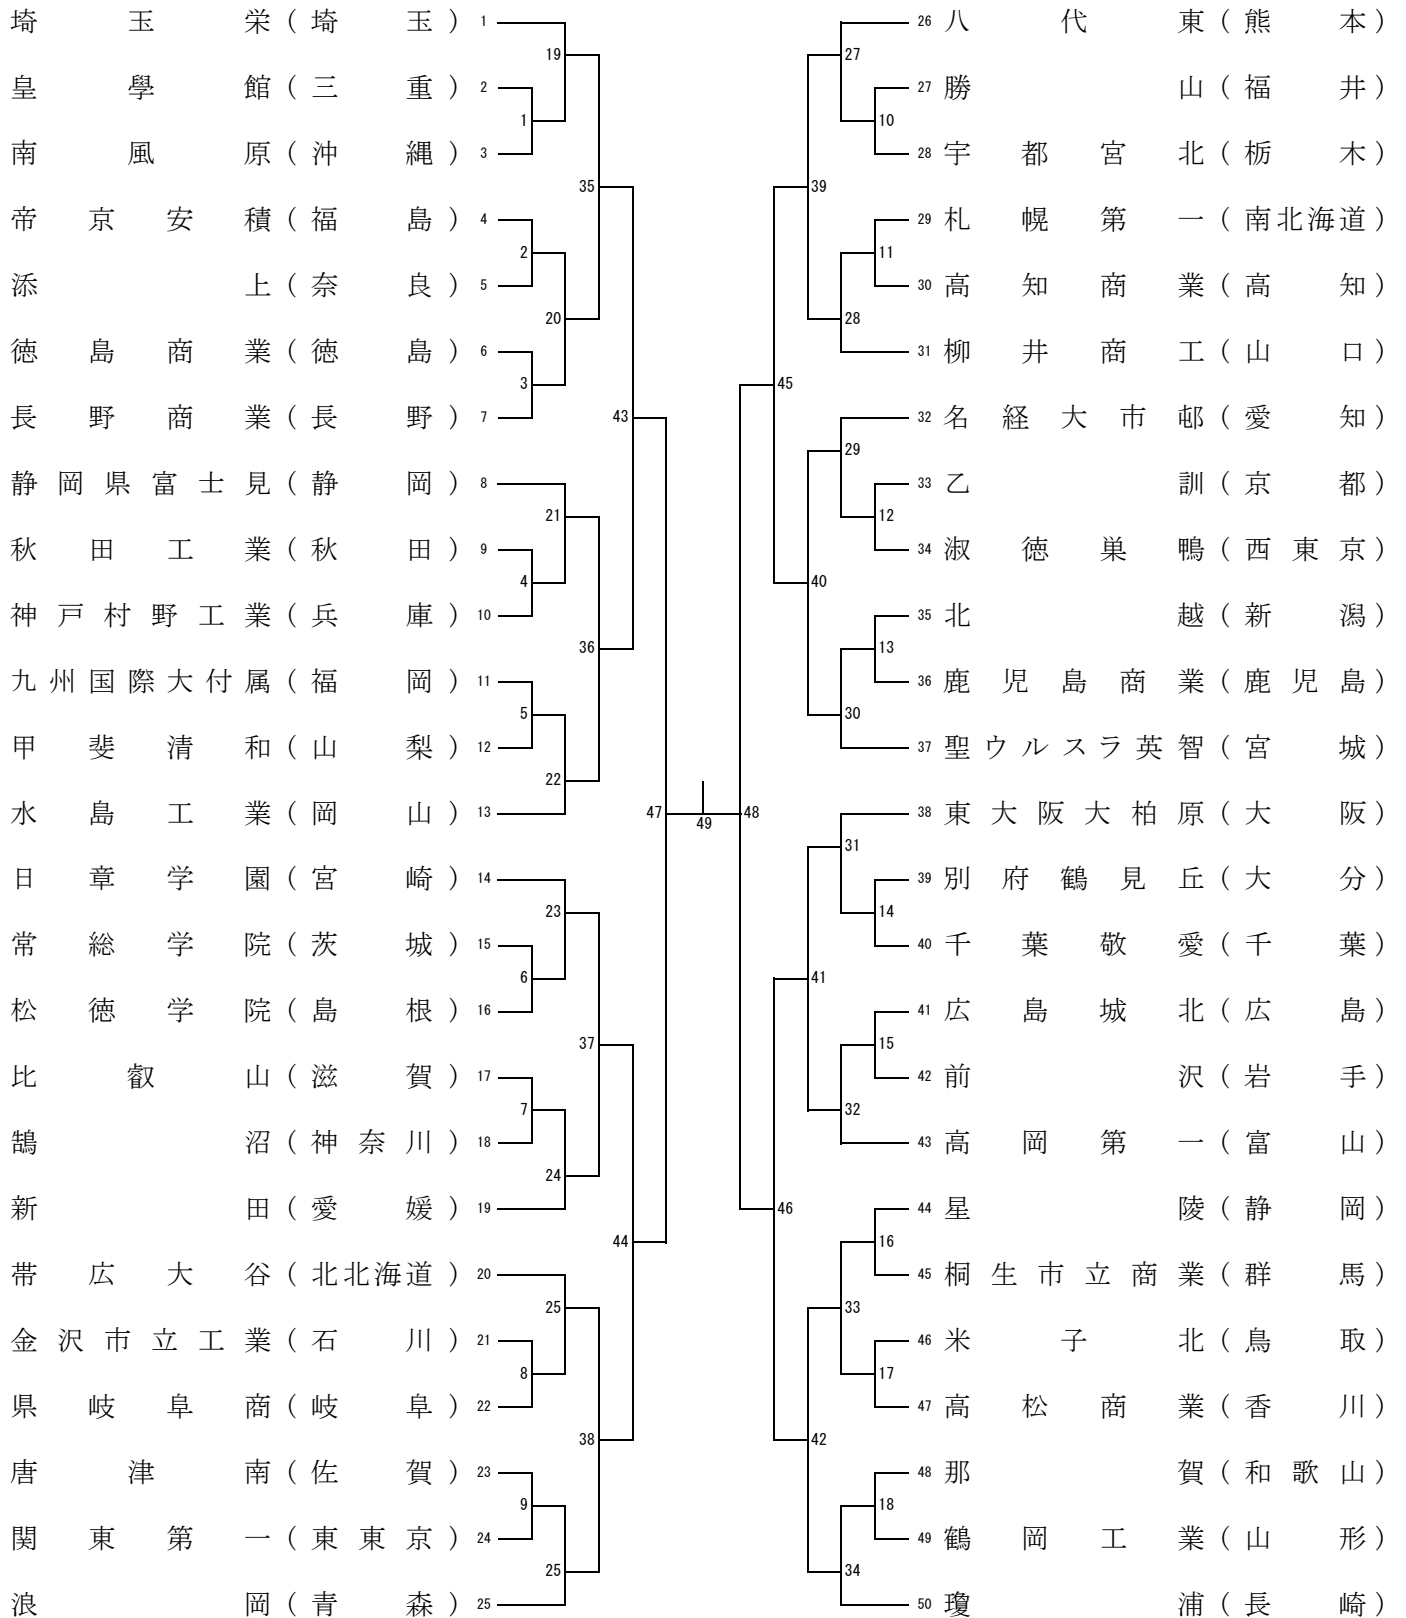 埼玉栄（埼玉） 1
皇學館（三重） 2
南風原（沖縄） 3
帝京安積（福島） 4
添上（奈良） 5
徳島商業（徳島） 6
長野商業（長野） 7
静岡県富士見（静岡） 8
秋田工業（秋田） 9
神戸村野工業（兵庫） 10
九州国際大付属（福岡） 11
甲斐清和（山梨） 12
水島工業（岡山） 13
日章学園（宮崎） 14
常総学院（茨城） 15
松徳学院（島根） 16
比叡山（滋賀） 17
鵠沼（神奈川） 18
新田（愛媛） 19
帯広大谷（北北海道） 20
金沢市立工業（石川） 21
県岐阜商（岐阜） 22
唐津南（佐賀） 23
関東第一（東東京） 24
浪岡（青森） 25
19
1
35
2
20
3
43
21
4
36
5
22
47
23
6
37
7
24
44
25
8
38
9
25
49
26 八代東（熊本）
27 勝山（福井）
28 宇都宮北（栃木）
29 札幌第一（南北海道）
30 高知商業（高知）
31 柳井商工（山口）
32 名経大市邨（愛知）
33 乙訓（京都）
34 淑徳巣鴨（西東京）
35 北越（新潟）
36 鹿児島商業（鹿児島）
37 聖ウルスラ英智（宮城）
38 東大阪大柏原（大阪）
39 別府鶴見丘（大分）
40 千葉敬愛（千葉）
41 広島城北（広島）
42 前沢（岩手）
43 高岡第一（富山）
44 星陵（静岡）
45 桐生市立商業（群馬）
46 米子北（鳥取）
47 高松商業（香川）
48 那賀（和歌山）
49 鶴岡工業（山形）
50 瓊浦（長崎）
27
10
39
11
28
45
29
12
40
13
30
48
31
14
41
15
32
46
16
33
17
42
18
34